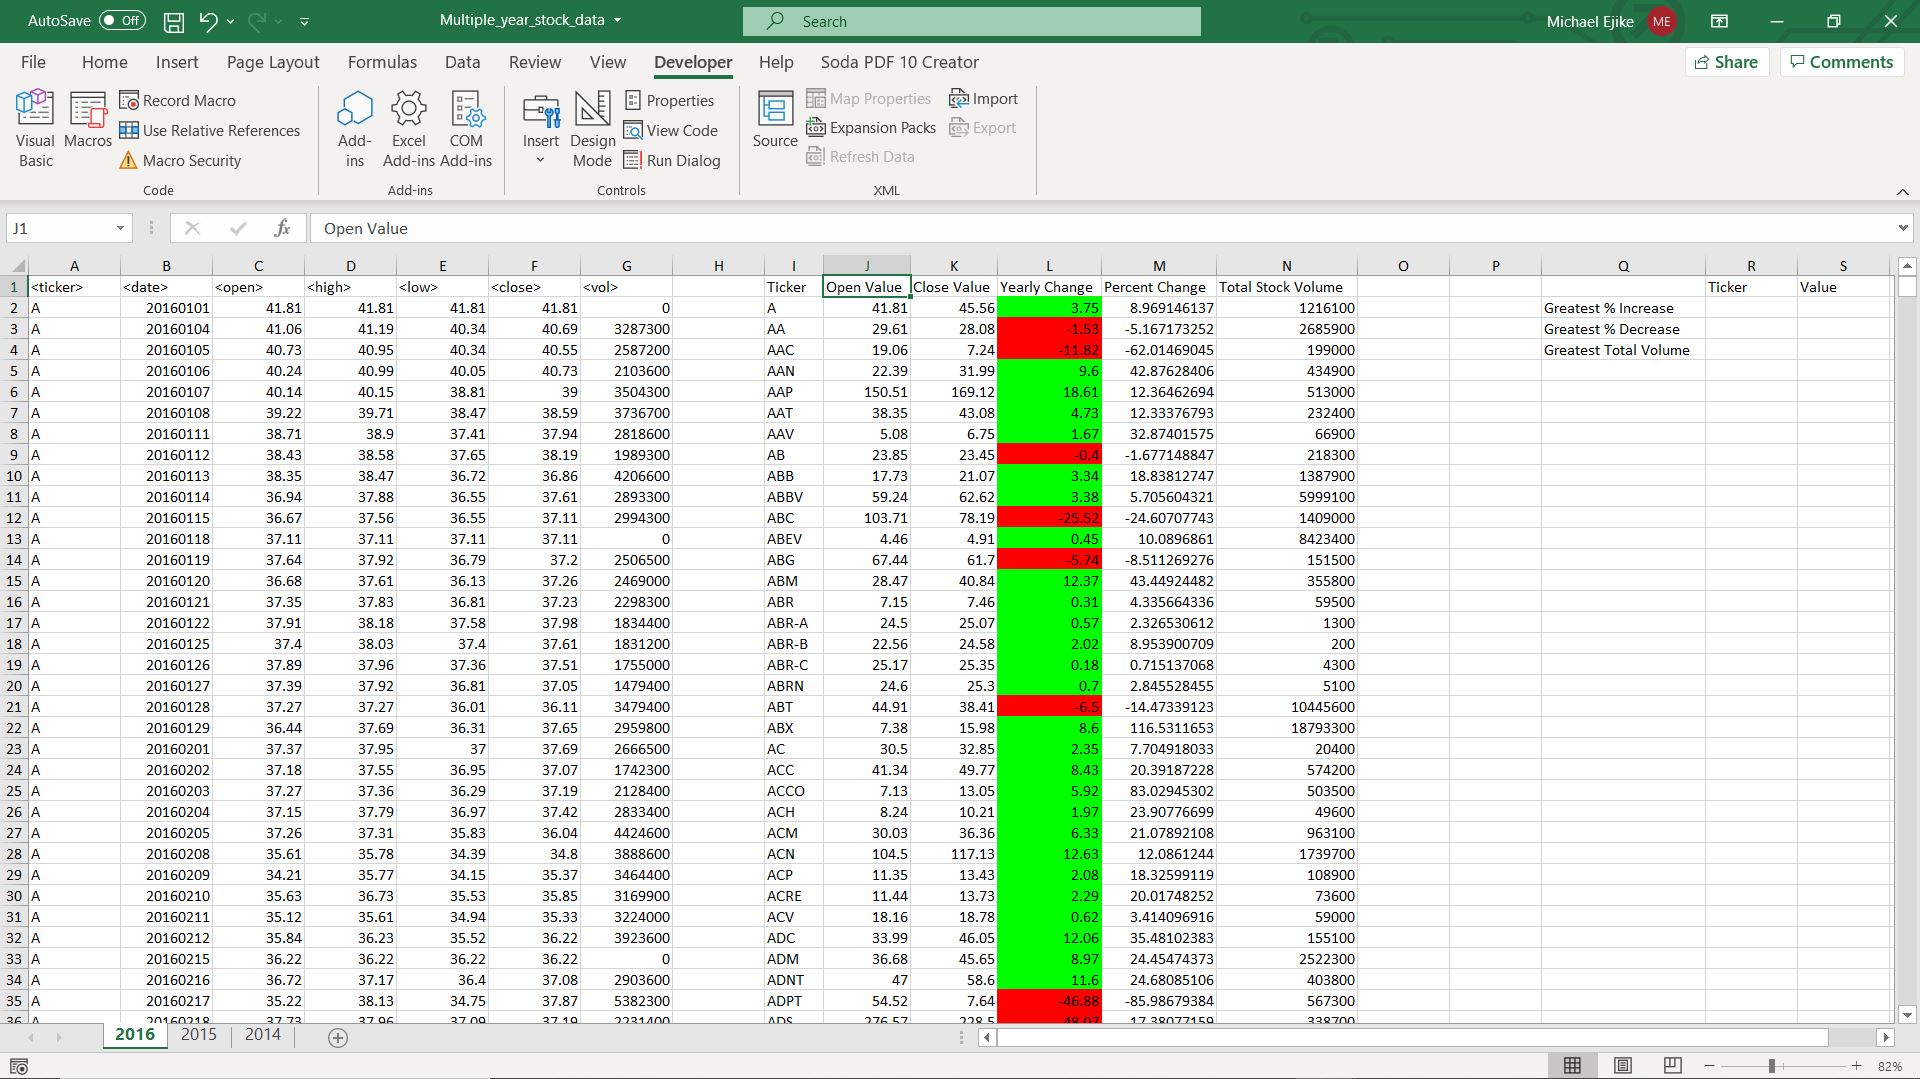 AutoSave Off Multiple_year_stock_data Search Michael Ejike ME
File Home Insert Page Layout Formulas Data Review View Developer Help Soda PDF 10 Creator Share Comments
Visual Basic
Macros
Record Macro
Use Relative References
Macro Security
Code
Add-ins
Excel Add-ins
COM Add-ins
Add-ins
Insert
Design Mode
Properties
View Code
Run Dialog
Controls
Source
Map Properties
Expansion Packs
Refresh Data
Import
Export
XML
J1 fx Open Value
A B C D E F G H I J K L M N O P Q R S
1 <ticker> <date> <open> <high> <low> <close> <vol> Ticker Open Value Close Value Yearly Change Percent Change Total Stock Volume Ticker Value
2 A 20160101 41.81 41.81 41.81 41.81 0 A 41.81 45.56 3.75 8.969146137 1216100 Greatest % Increase
3 A 20160104 41.06 41.19 40.34 40.69 3287300 AA 29.61 28.08 -1.53 -5.167173252 2685900 Greatest % Decrease
4 A 20160105 40.73 40.95 40.34 40.55 2587200 AAC 19.06 7.24 -11.82 -62.01469045 199000 Greatest Total Volume
5 A 20160106 40.24 40.99 40.05 40.73 2103600 AAN 22.39 31.99 9.6 42.87628406 434900
6 A 20160107 40.14 40.15 38.81 39 3504300 AAP 150.51 169.12 18.61 12.36462694 513000
7 A 20160108 39.22 39.71 38.47 38.59 3736700 AAT 38.35 43.08 4.73 12.33376793 232400
8 A 20160111 38.71 38.9 37.41 37.94 2818600 AAV 5.08 6.75 1.67 32.87401575 66900
9 A 20160112 38.43 38.58 37.65 38.19 1989300 AB 23.85 23.45 -0.4 -1.677148847 218300
10 A 20160113 38.35 38.47 36.72 36.86 4206600 ABB 17.73 21.07 3.34 18.83812747 1387900
11 A 20160114 36.94 37.88 36.55 37.61 2893300 ABBV 59.24 62.62 3.38 5.705604321 5999100
12 A 20160115 36.67 37.56 36.55 37.11 2994300 ABC 103.71 78.19 -25.52 -24.60707743 1409000
13 A 20160118 37.11 37.11 37.11 37.11 0 ABEV 4.46 4.91 0.45 10.0896861 8423400
14 A 20160119 37.64 37.92 36.79 37.2 2506500 ABG 67.44 61.7 -5.74 -8.511269276 151500
15 A 20160120 36.68 37.61 36.13 37.26 2469000 ABM 28.47 40.84 12.37 43.44924482 355800
16 A 20160121 37.35 37.83 36.81 37.23 2298300 ABR 7.15 7.46 0.31 4.335664336 59500
17 A 20160122 37.91 38.18 37.58 37.98 1834400 ABR-A 24.5 25.07 0.57 2.326530612 1300
18 A 20160125 37.4 38.03 37.4 37.61 1831200 ABR-B 22.56 24.58 2.02 8.953900709 200
19 A 20160126 37.89 37.96 37.36 37.51 1755000 ABR-C 25.17 25.35 0.18 0.715137068 4300
20 A 20160127 37.39 37.92 36.81 37.05 1479400 ABRN 24.6 25.3 0.7 2.845528455 5100
21 A 20160128 37.27 37.27 36.01 36.11 3479400 ABT 44.91 38.41 -6.5 -14.47339123 10445600
22 A 20160129 36.44 37.69 36.31 37.65 2959800 ABX 7.38 15.98 8.6 116.5311653 18793300
23 A 20160201 37.37 37.95 37 37.69 2666500 AC 30.5 32.85 2.35 7.704918033 20400
24 A 20160202 37.18 37.55 36.95 37.07 1742300 ACC 41.34 49.77 8.43 20.39187228 574200
25 A 20160203 37.27 37.36 36.29 37.19 2128400 ACCO 7.13 13.05 5.92 83.02945302 503500
26 A 20160204 37.15 37.79 36.97 37.42 2833400 ACH 8.24 10.21 1.97 23.90776699 49600
27 A 20160205 37.26 37.31 35.83 36.04 4424600 ACM 30.03 36.36 6.33 21.07892108 963100
28 A 20160208 35.61 35.78 34.39 34.8 3888600 ACN 104.5 117.13 12.63 12.0861244 1739700
29 A 20160209 34.21 35.77 34.15 35.37 3464400 ACP 11.35 13.43 2.08 18.32599119 108900
30 A 20160210 35.63 36.73 35.53 35.85 3169900 ACRE 11.44 13.73 2.29 20.01748252 73600
31 A 20160211 35.12 35.61 34.94 35.33 3224000 ACV 18.16 18.78 0.62 3.414096916 59000
32 A 20160212 35.84 36.23 35.52 36.22 3923600 ADC 33.99 46.05 12.06 35.48102383 155100
33 A 20160215 36.22 36.22 36.22 36.22 0 ADM 36.68 45.65 8.97 24.45474373 2522300
34 A 20160216 36.72 37.17 36.4 37.08 2903600 ADNT 47 58.6 11.6 24.68085106 403800
35 A 20160217 35.22 38.13 34.75 37.87 5382300 ADPT 54.52 7.64 -46.88 -85.98679384 567300
36 A 20160218 37.73 37.96 37.09 37.19 2231400 ADS 276.57 228.5 -48.07 -17.38077159 338700
2016 2015 2014
82%